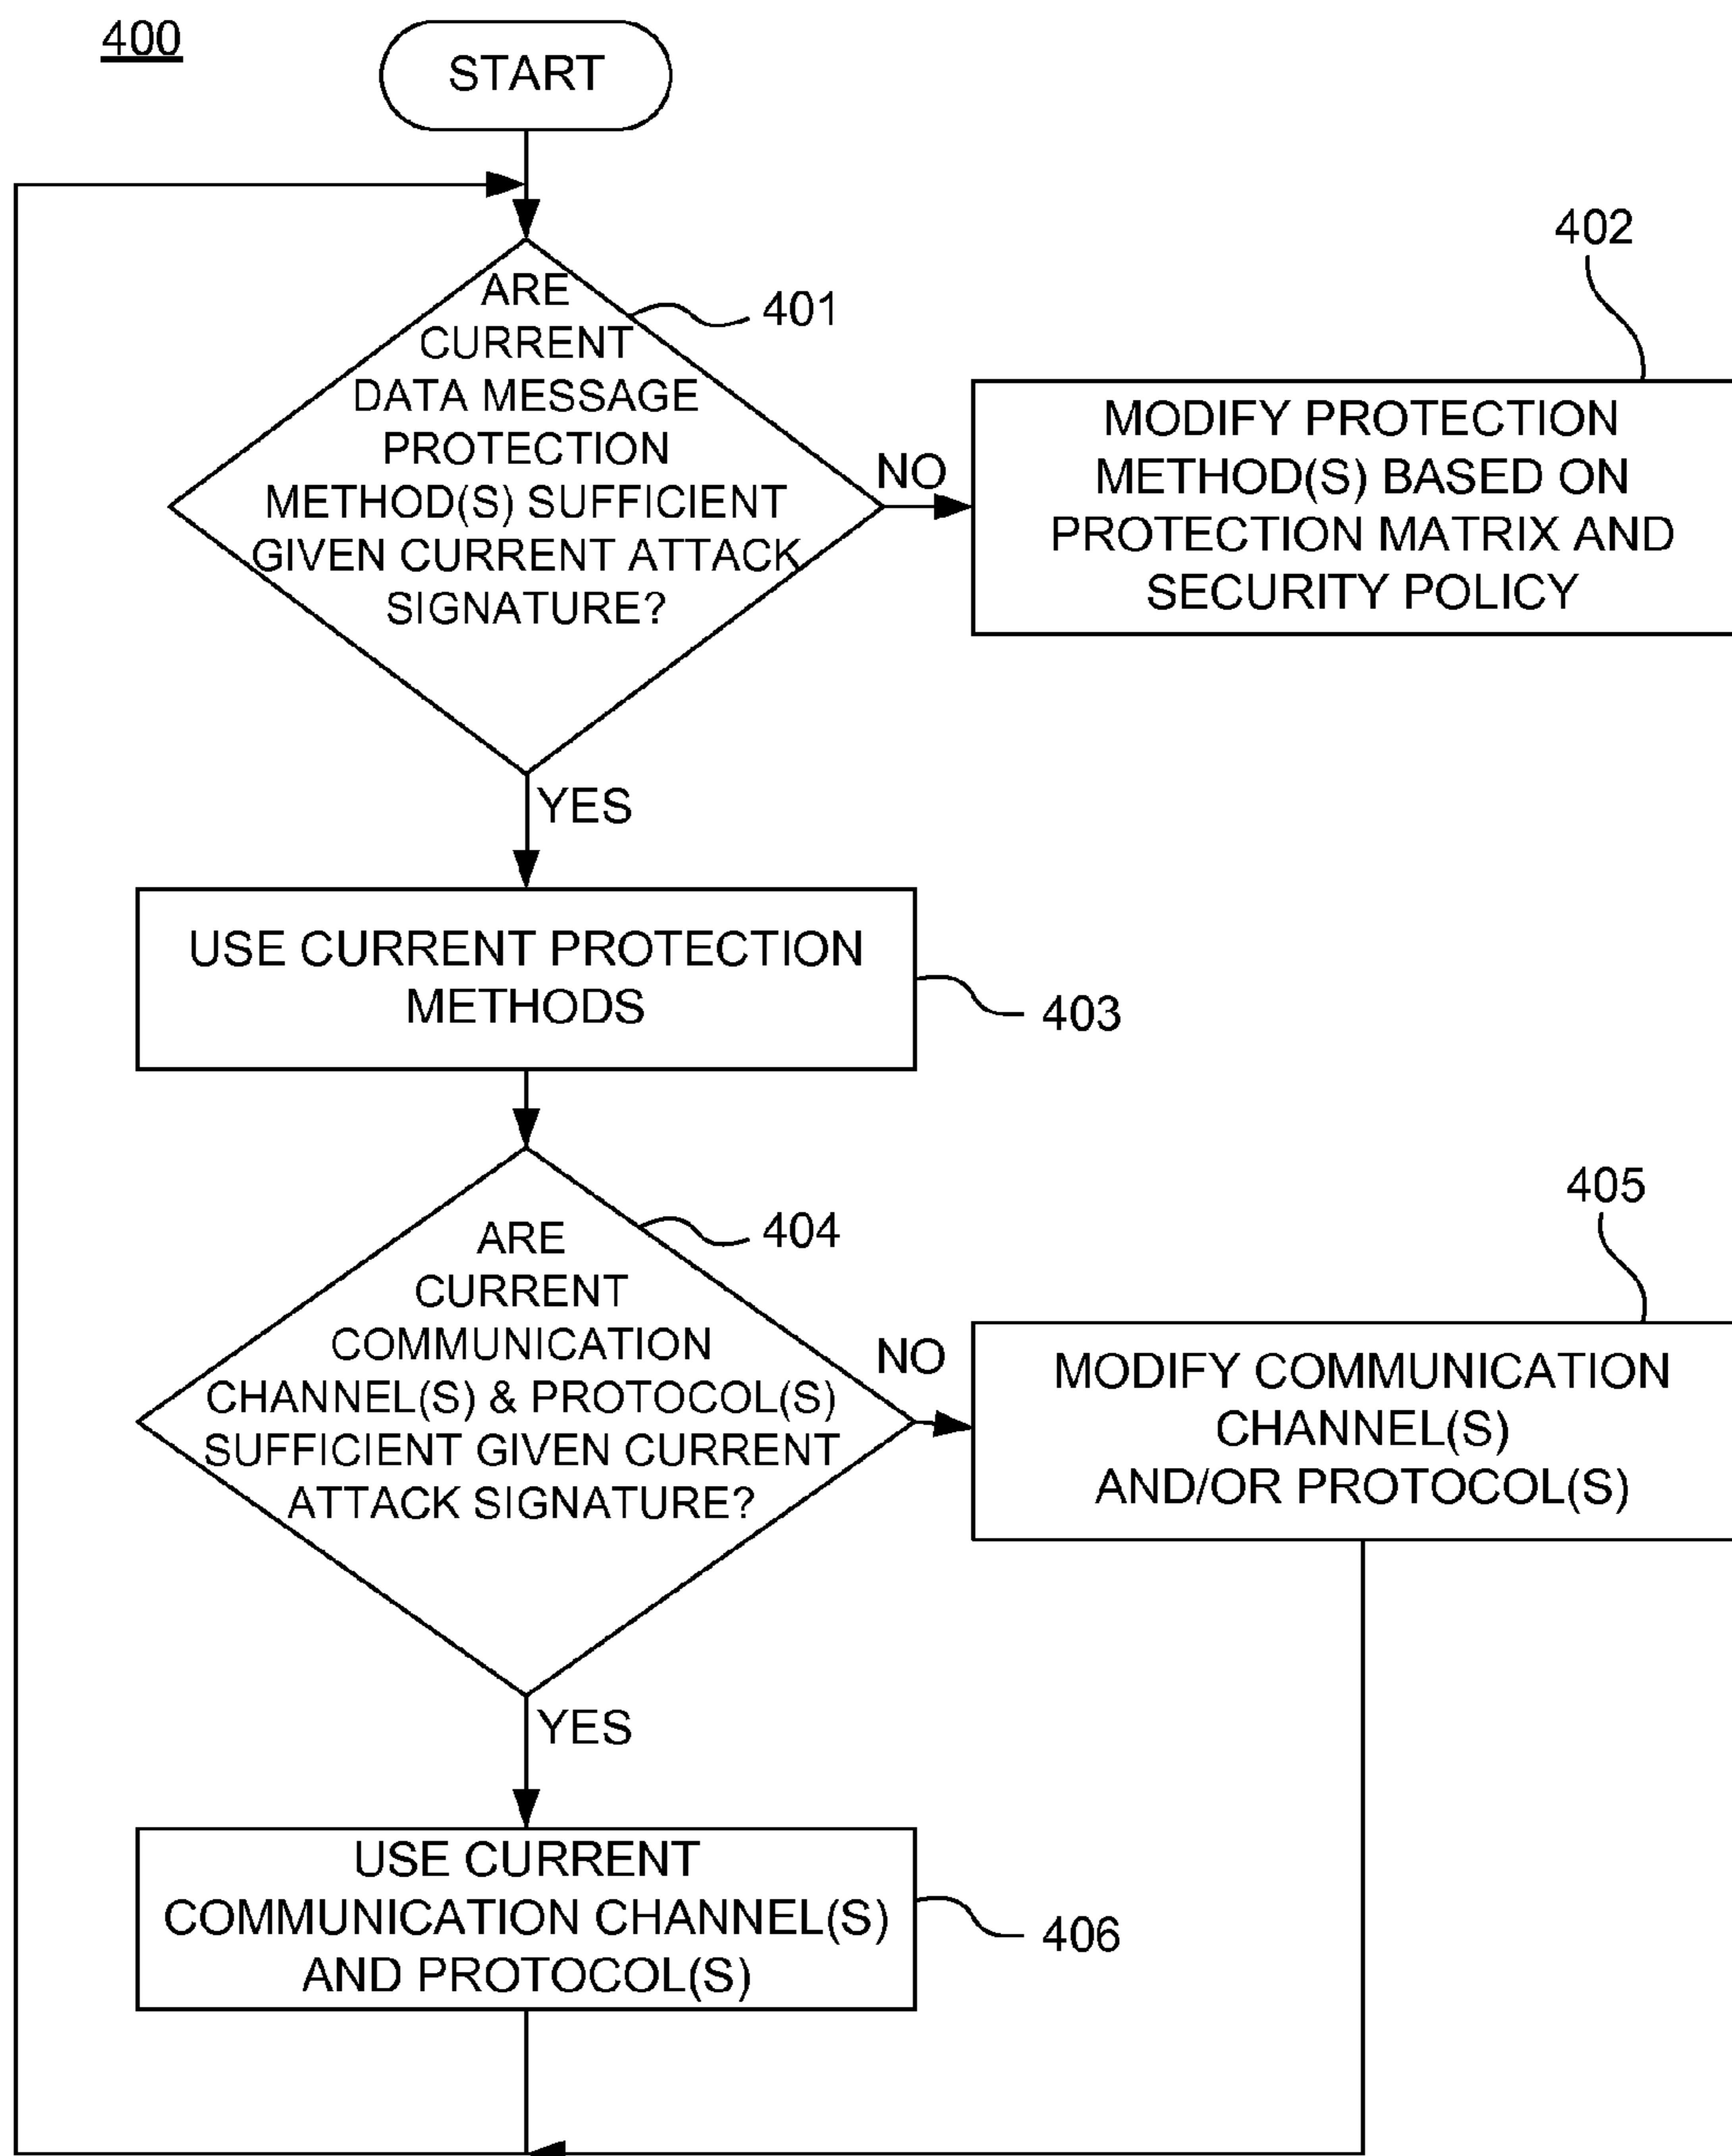 400
START
ARE
CURRENT
DATA MESSAGE
PROTECTION
METHOD(S) SUFFICIENT
GIVEN CURRENT ATTACK
SIGNATURE?
401
NO
402
MODIFY PROTECTION
METHOD(S) BASED ON
PROTECTION MATRIX AND
SECURITY POLICY
YES
USE CURRENT PROTECTION
METHODS
403
ARE
CURRENT
COMMUNICATION
CHANNEL(S) & PROTOCOL(S)
SUFFICIENT GIVEN CURRENT
ATTACK SIGNATURE?
404
NO
405
MODIFY COMMUNICATION
CHANNEL(S)
AND/OR PROTOCOL(S)
YES
USE CURRENT
COMMUNICATION CHANNEL(S)
AND PROTOCOL(S)
406